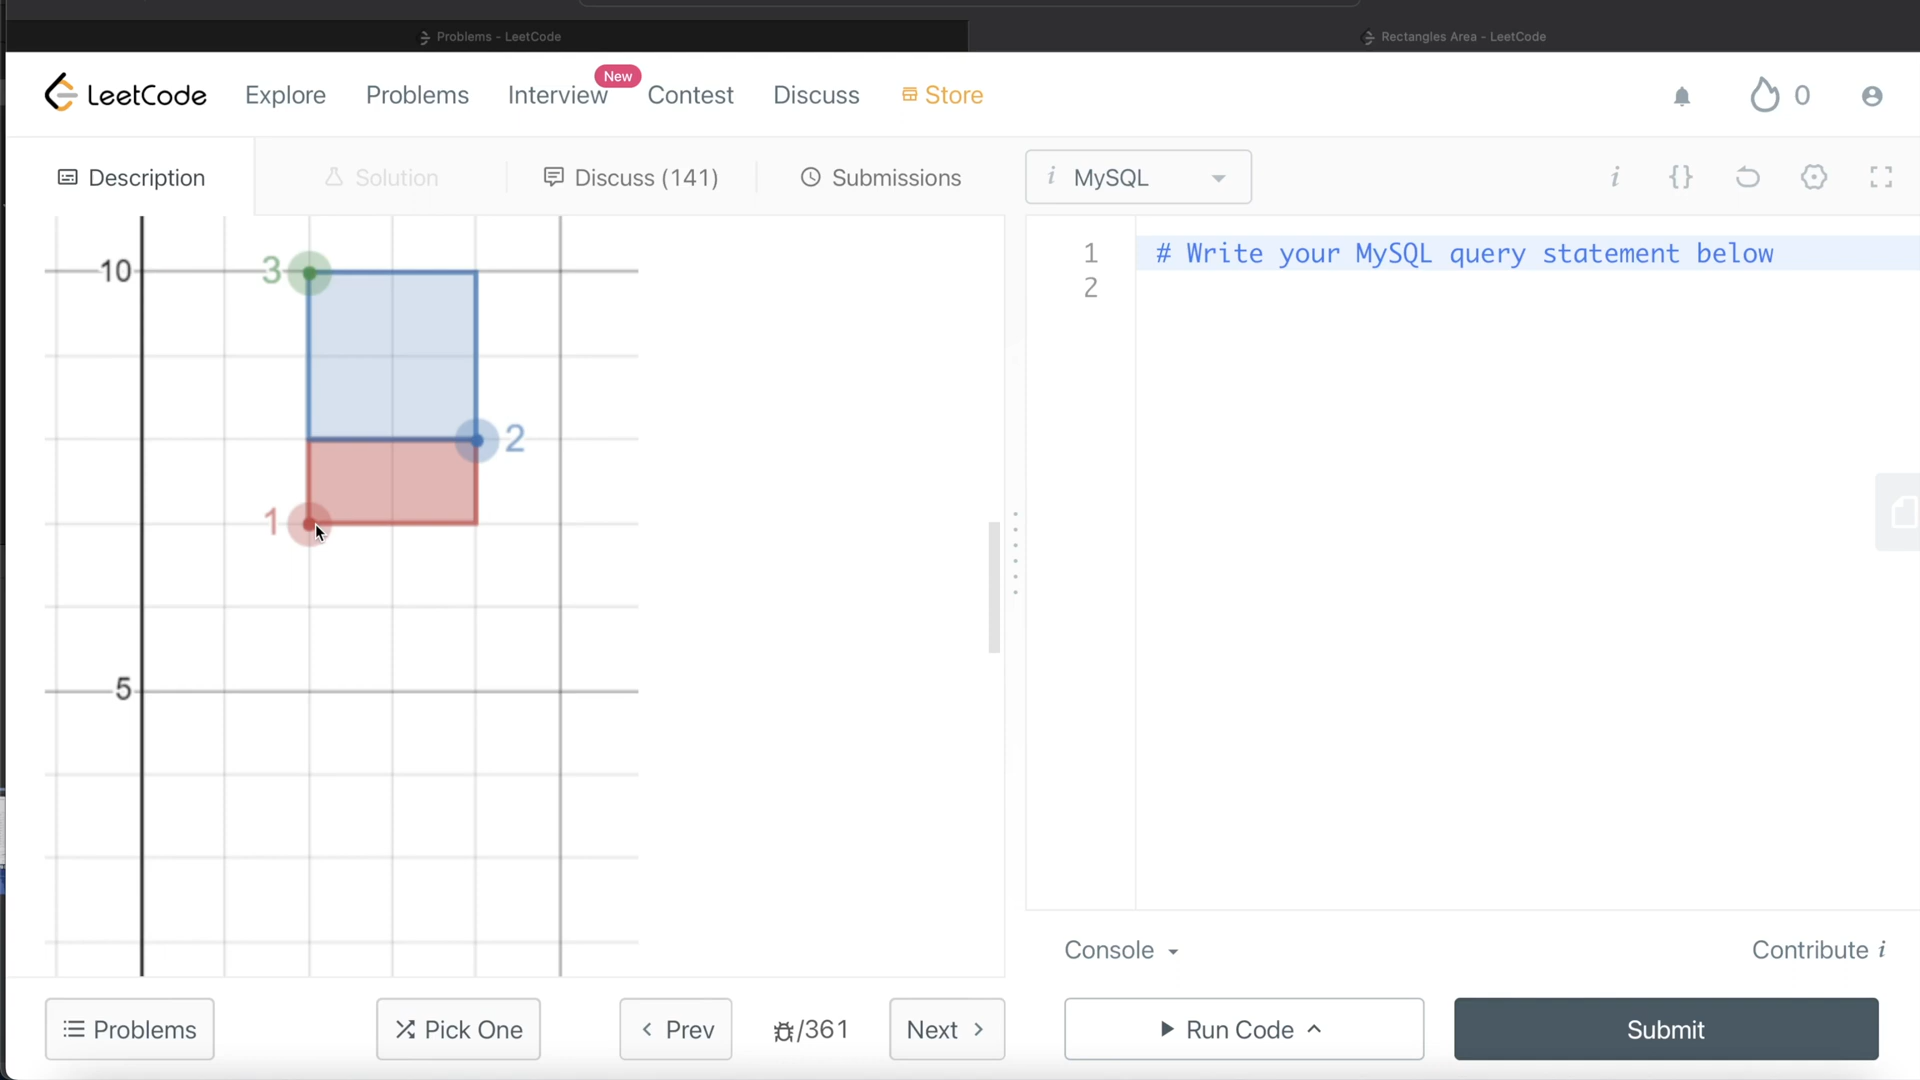 Problems - LeetCode
Rectangles Area - LeetCode
LeetCode Explore Problems Interview New Contest Discuss Store 0
Description Solution Discuss (141) Submissions
i MySQL i {}
10 3
2
1
5
1 # Write your MySQL query statement below
2
Console Contribute i
Problems Pick One < Prev /361 Next > Run Code Submit